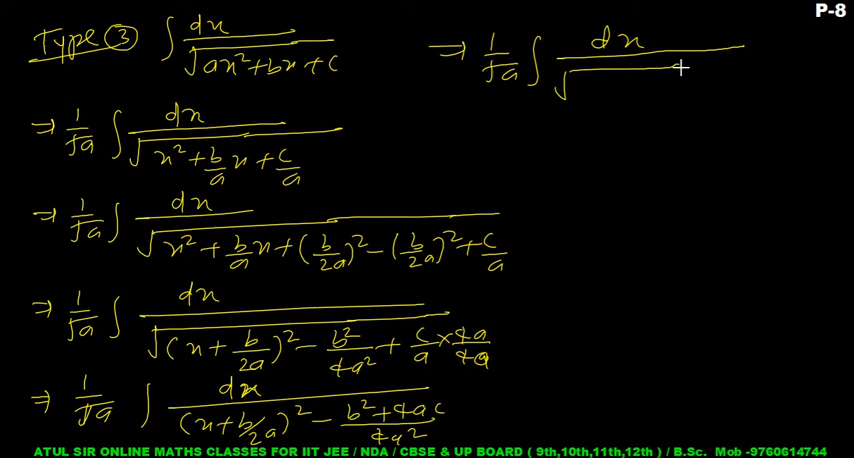 P-8
Type ③ ∫ dx / √(ax² + bx + c)
⇒ 1/√a ∫ dx / √(x² + b/a x + c/a)
⇒ 1/√a ∫ dx / √(x² + b/a x + (b/2a)² - (b/2a)² + c/a)
⇒ 1/√a ∫ dx / √((x + b/2a)² - b²/4a² + c/a × 4a/4a)
⇒ 1/√a ∫ dx / (x + b/2a)² - b² + 4ac/4a²
⇒ 1/√a ∫ dx / √
ATUL SIR ONLINE MATHS CLASSES FOR IIT JEE / NDA / CBSE & UP BOARD ( 9th,10th,11th,12th ) / B.Sc. Mob -9760614744